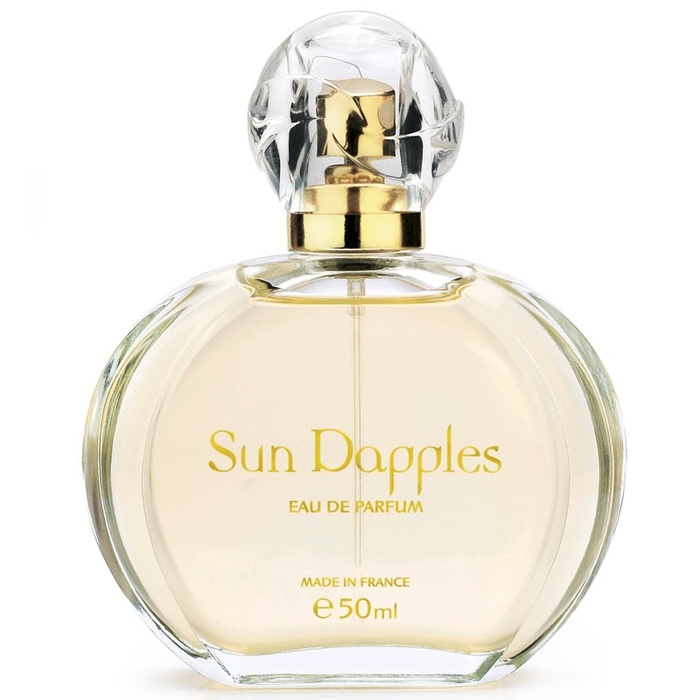 Sun Dapples
EAU DE PARFUM
MADE IN FRANCE
℮50ml